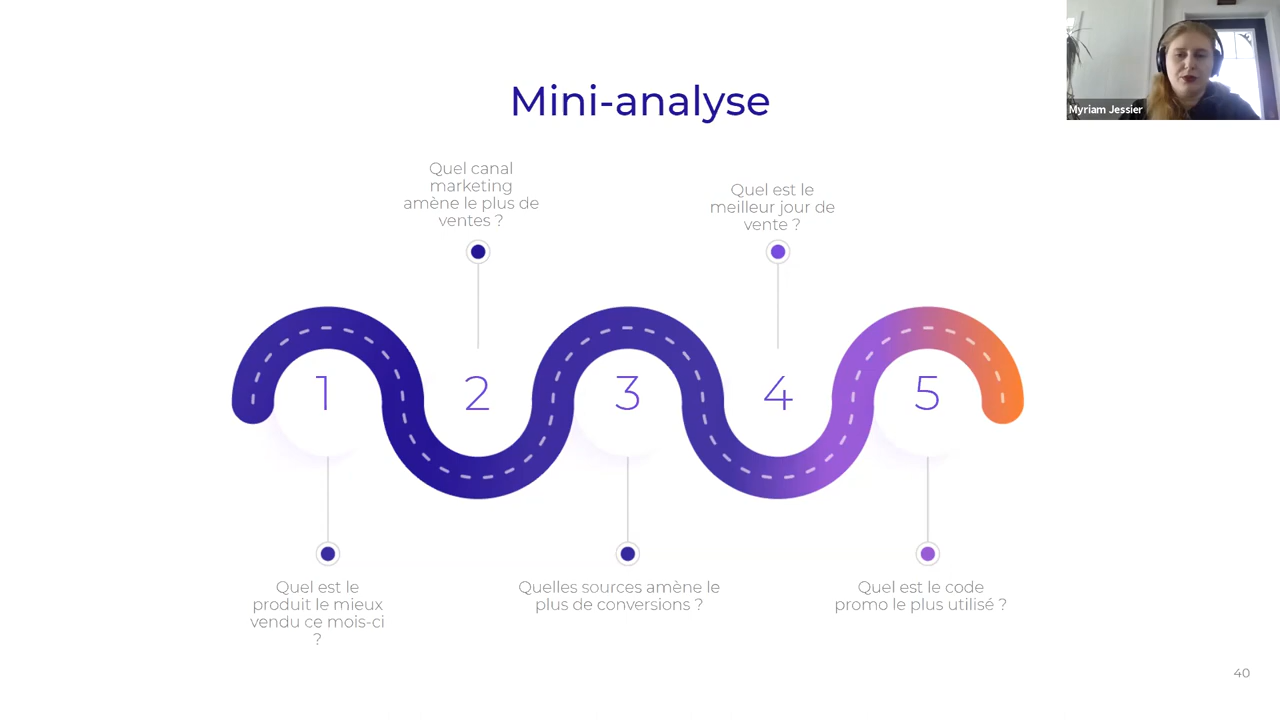 Myriam Jessier
Mini-analyse
Quel canal
marketing
amène le plus de
ventes ?
Quel est le
meilleur jour de
vente ?
1
2
3
4
5
Quel est le
produit le mieux
vendu ce mois-ci
?
Quelles sources amène le
plus de conversions ?
Quel est le code
promo le plus utilisé ?
40